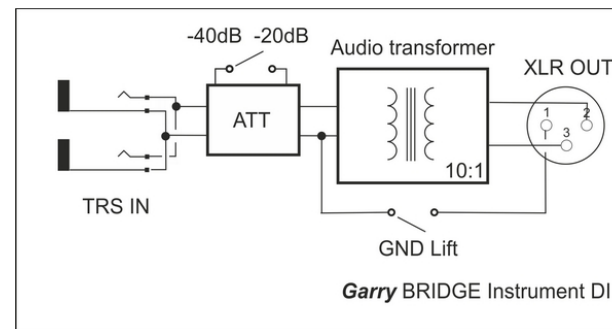 -40dB -20dB
Audio transformer
XLR OUT
ATT
1
2
3
10:1
TRS IN
GND Lift
Garry BRIDGE Instrument DI